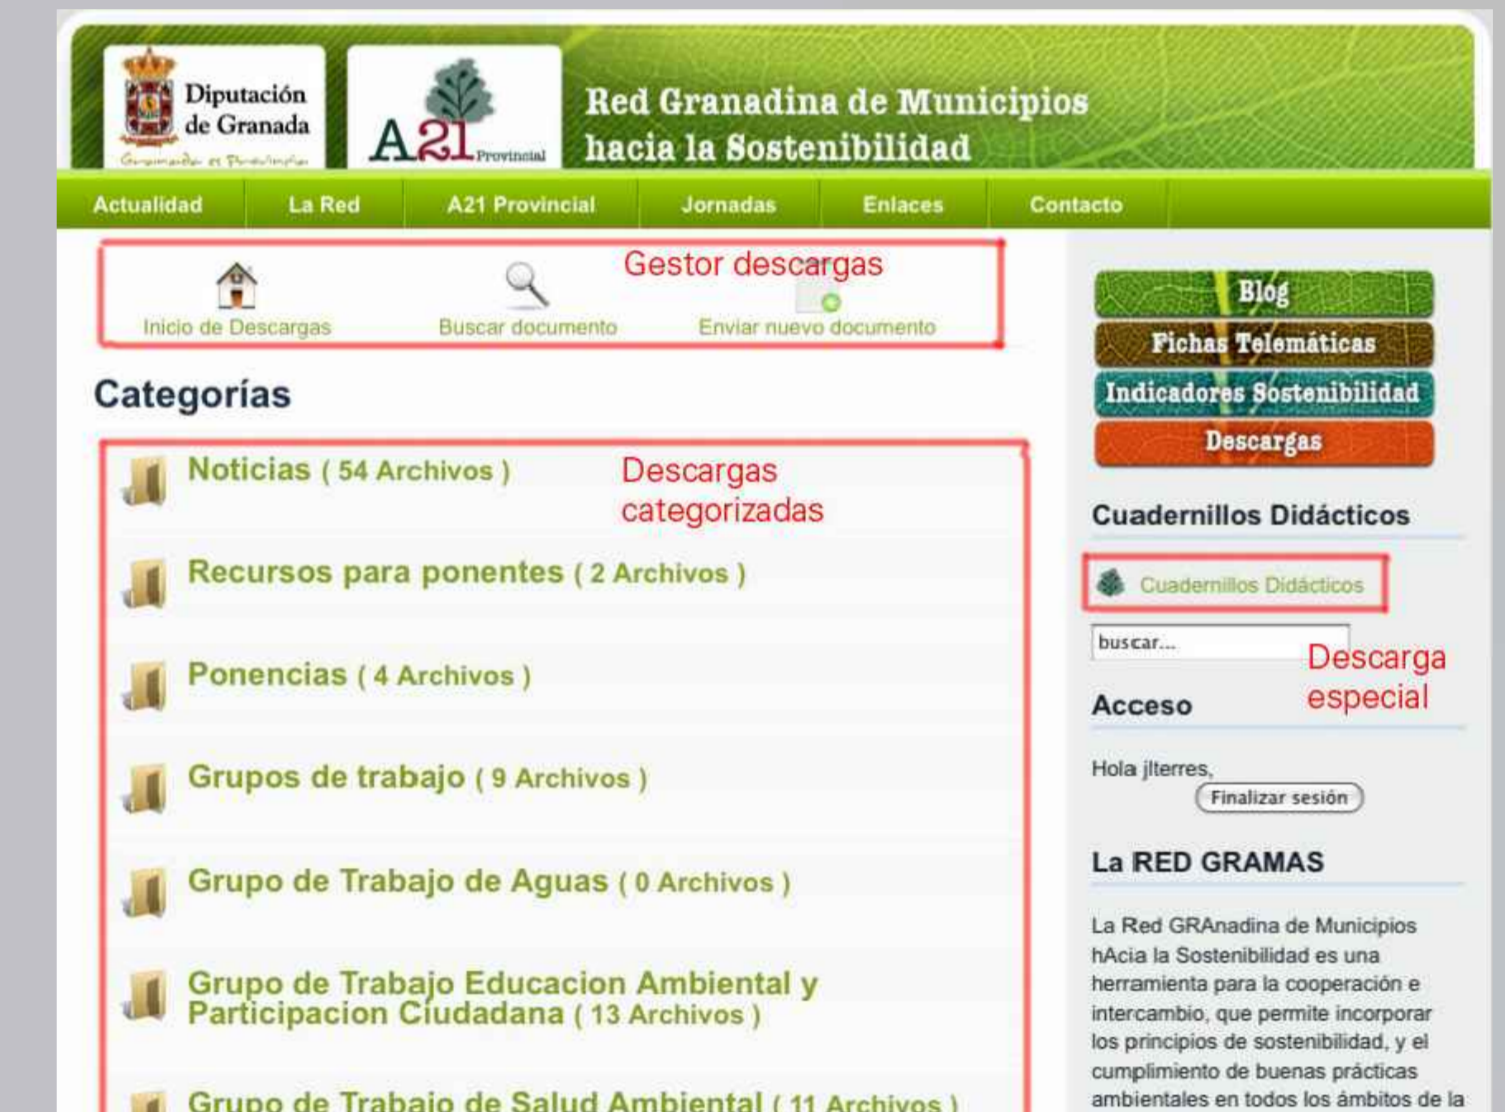 Diputación
de Granada
A21 Provincial
Red Granadina de Municipios
hacia la Sostenibilidad
Actualidad
La Red
A21 Provincial
Jornadas
Enlaces
Contacto
Gestor descargas
Inicio de Descargas
Buscar documento
Enviar nuevo documento
Categorías
Descargas
categorizadas
Noticias ( 54 Archivos )
Recursos para ponentes ( 2 Archivos )
Ponencias ( 4 Archivos )
Grupos de trabajo ( 9 Archivos )
Grupo de Trabajo de Aguas ( 0 Archivos )
Grupo de Trabajo Educacion Ambiental y
Participacion Ciudadana ( 13 Archivos )
Grupo de Trabajo de Salud Ambiental ( 11 Archivos )
Blog
Fichas Telemáticas
Indicadores Sostenibilidad
Descargas
Cuadernillos Didácticos
Cuadernillos Didácticos
buscar...
Descarga
especial
Acceso
Hola jlterres,
Finalizar sesión
La RED GRAMAS
La Red GRAnadina de Municipios
hAcia la Sostenibilidad es una
herramienta para la cooperación e
intercambio, que permite incorporar
los principios de sostenibilidad, y el
cumplimiento de buenas prácticas
ambientales en todos los ámbitos de la